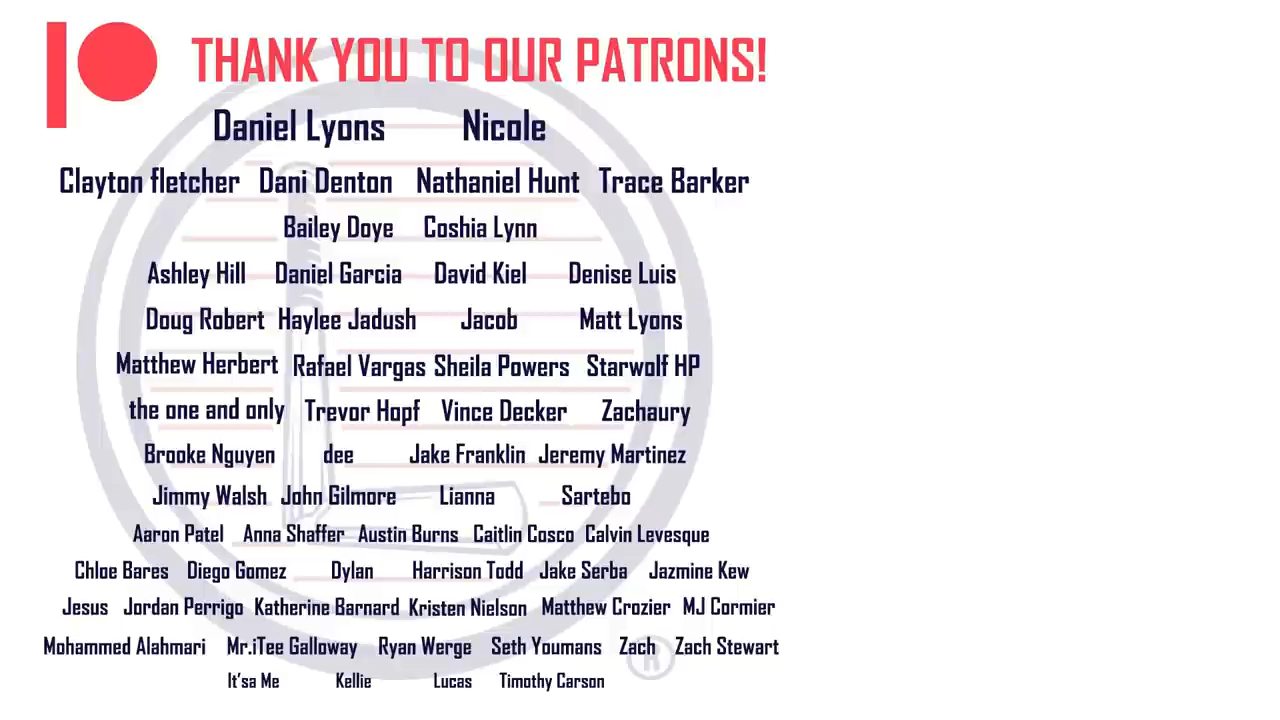 THANK YOU TO OUR PATRONS!
Daniel Lyons Nicole
Clayton fletcher Dani Denton Nathaniel Hunt Trace Barker
Bailey Doye Coshia Lynn
Ashley Hill Daniel Garcia David Kiel Denise Luis
Doug Robert Haylee Jadush Jacob Matt Lyons
Matthew Herbert Rafael Vargas Sheila Powers Starwolf HP
the one and only Trevor Hopf Vince Decker Zachaury
Brooke Nguyen dee Jake Franklin Jeremy Martinez
Jimmy Walsh John Gilmore Lianna Sartebo
Aaron Patel Anna Shaffer Austin Burns Caitlin Cosco Calvin Levesque
Chloe Bares Diego Gomez Dylan Harrison Todd Jake Serba Jazmine Kew
Jesus Jordan Perrigo Katherine Barnard Kristen Nielson Matthew Crozier MJ Cormier
Mohammed Alahmari Mr.iTee Galloway Ryan Werge Seth Youmans Zach Zach Stewart
®
It'sa Me Kellie Lucas Timothy Carson